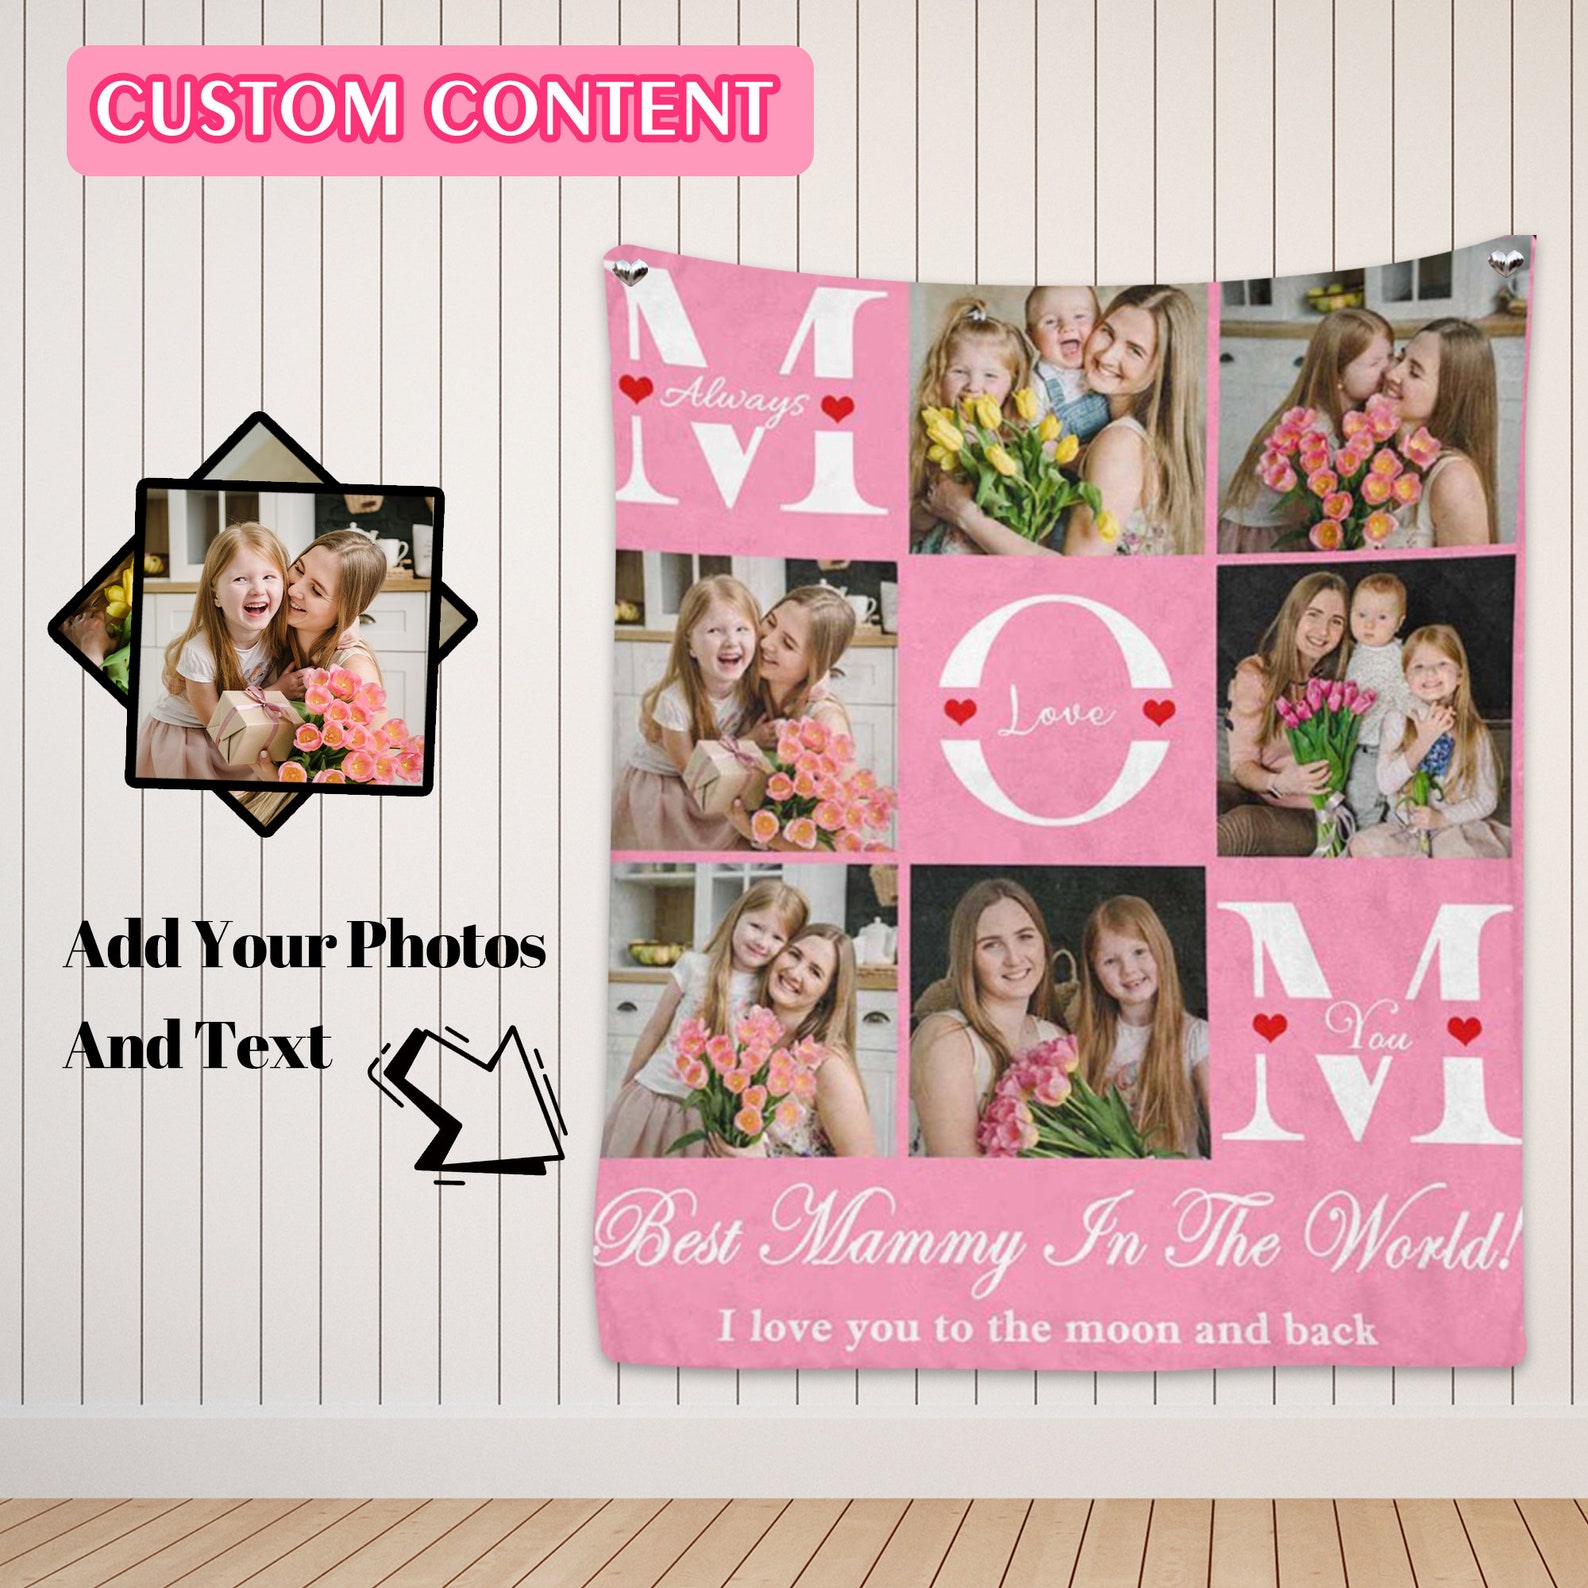 CUSTOM CONTENT
M
Always
O
Love
M
You
Add Your Photos
And Text
Best Mammy In The World!
I love you to the moon and back